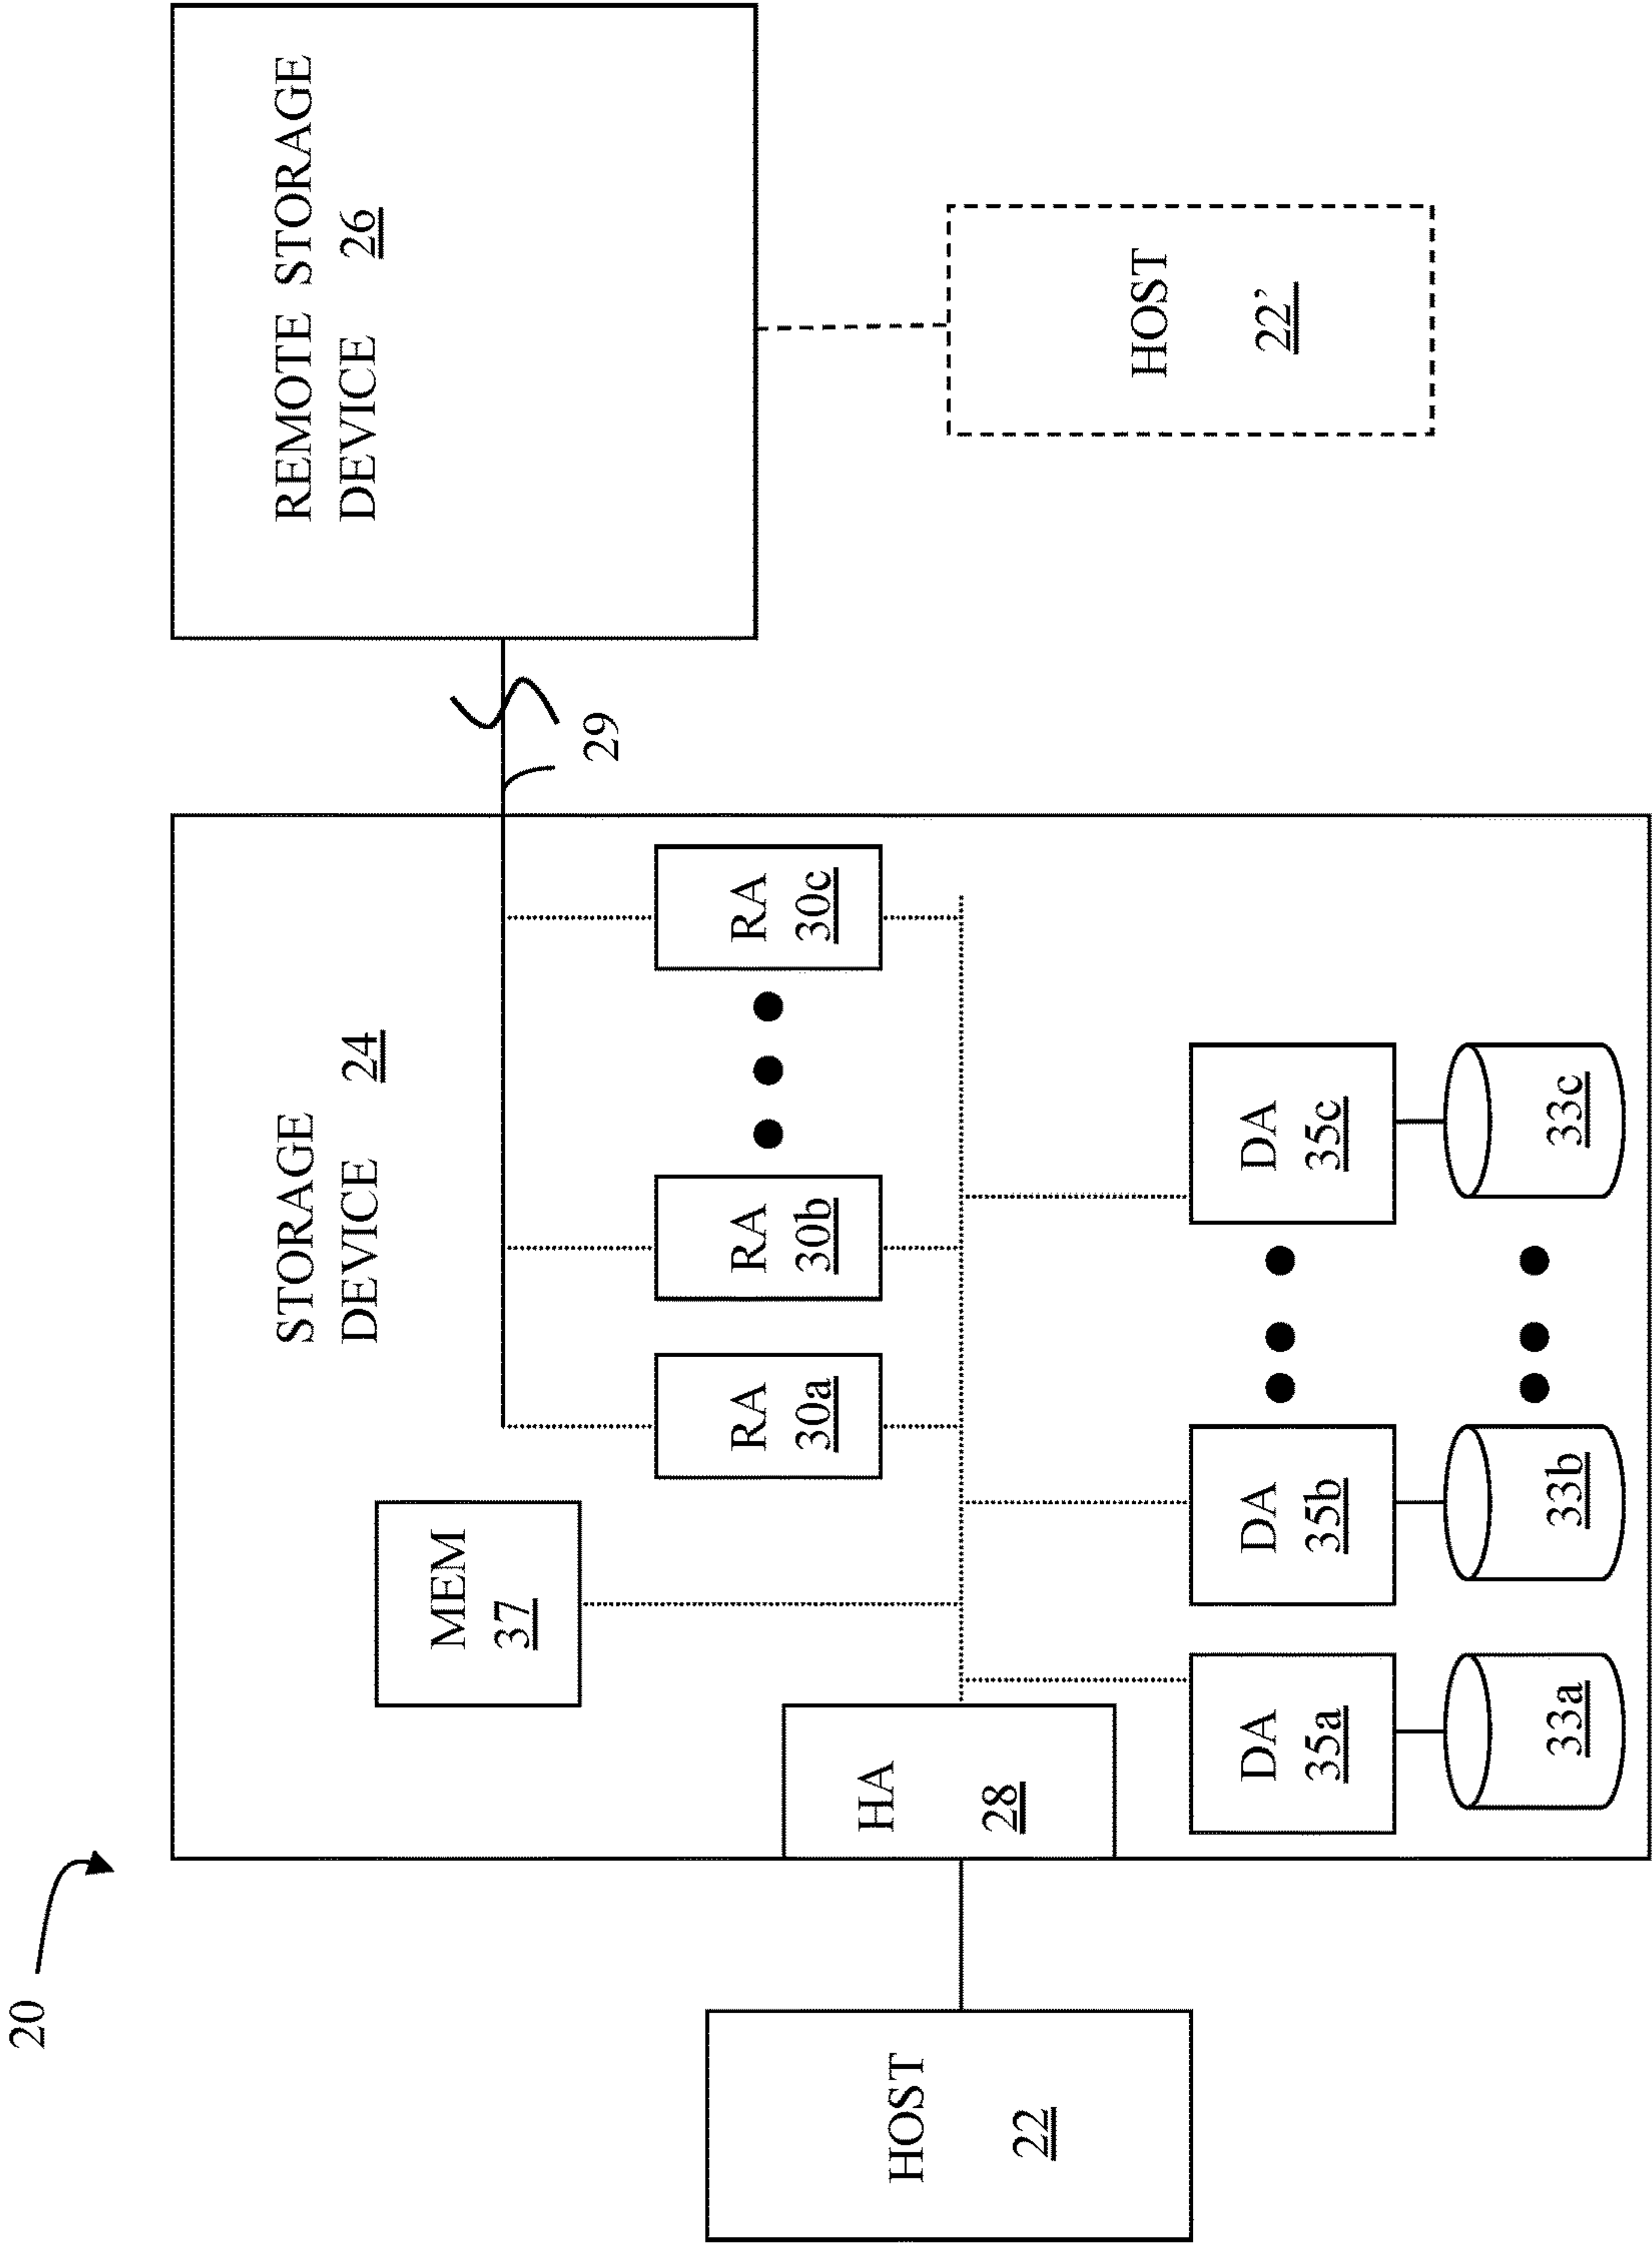 20
STORAGE
DEVICE 24
REMOTE STORAGE
DEVICE 26
MEM
37
29
RA
30a
RA
30b
RA
30c
HOST
22
HA
28
HOST
22’
DA
35a
DA
35b
DA
35c
33a
33b
33c